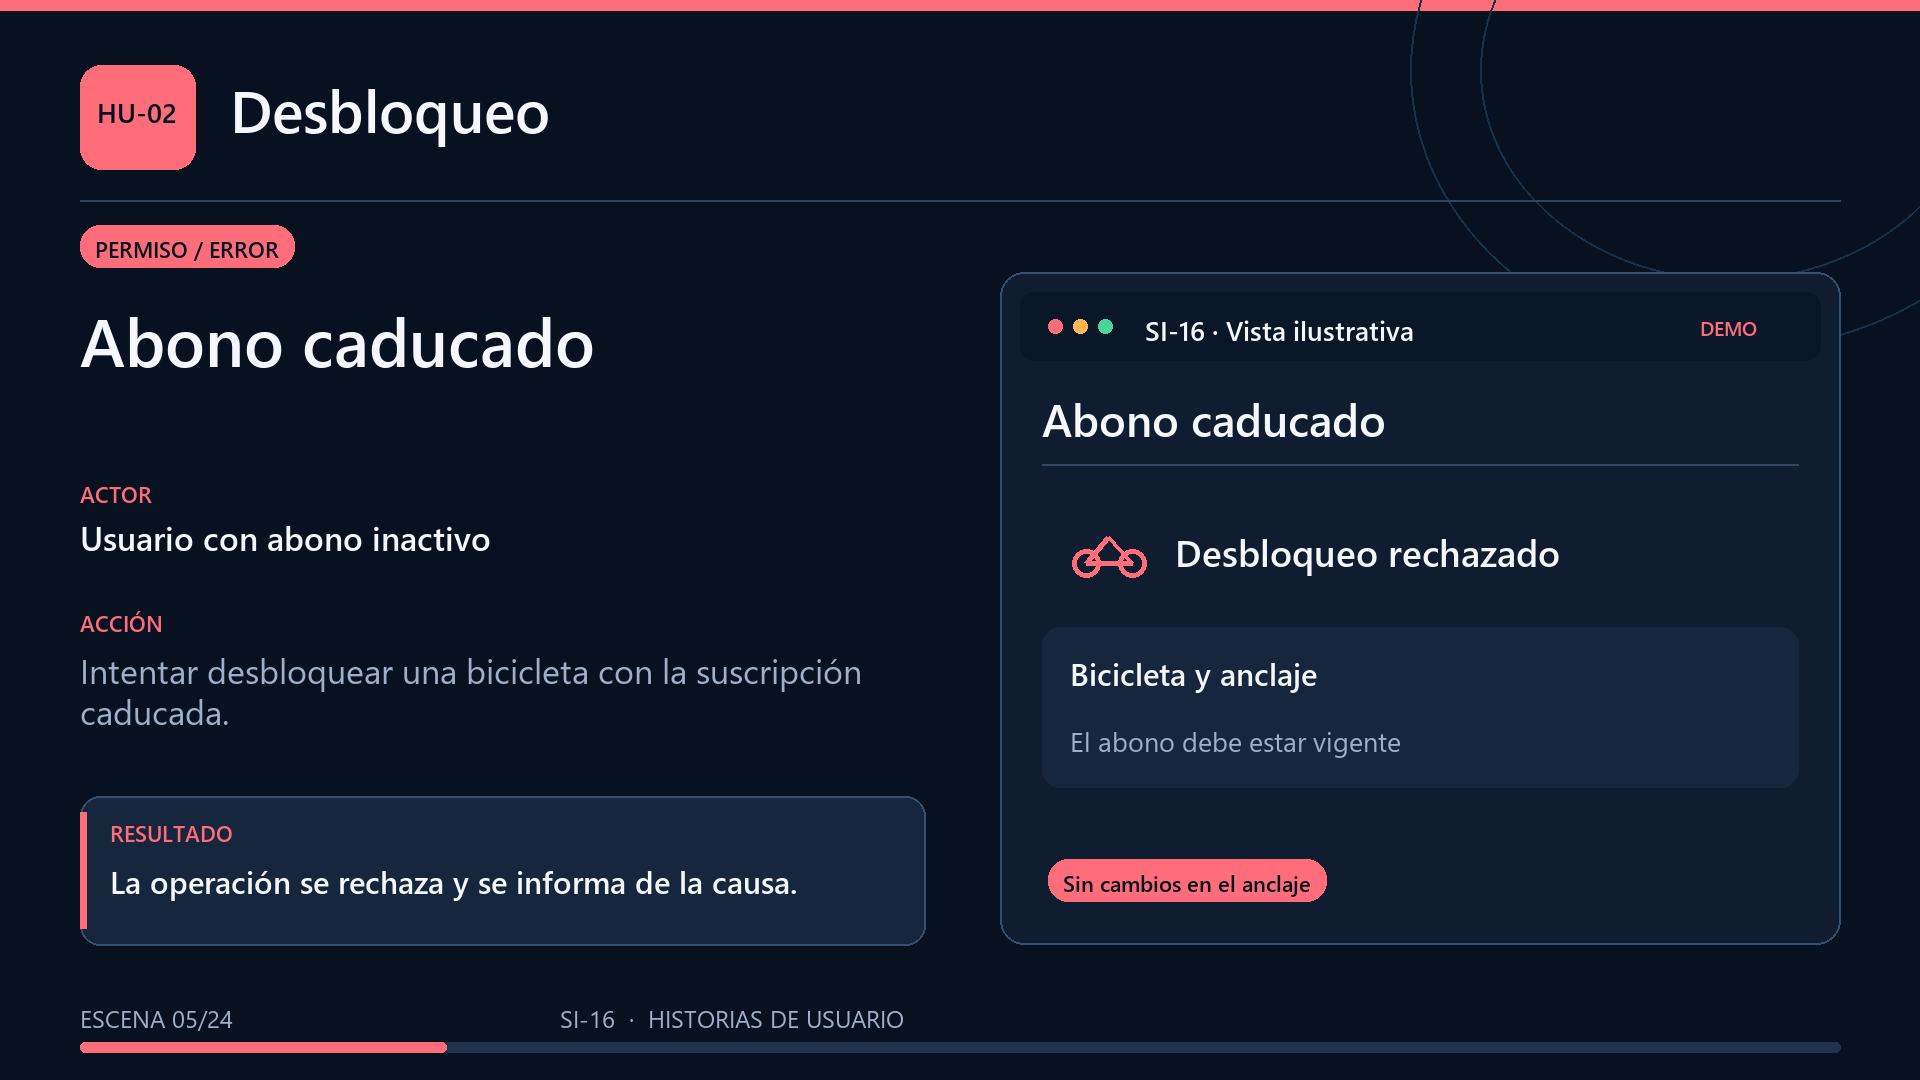 HU-02
Desbloqueo
PERMISO / ERROR
Abono caducado
ACTOR
Usuario con abono inactivo
ACCIÓN
Intentar desbloquear una bicicleta con la suscripción
caducada.
RESULTADO
La operación se rechaza y se informa de la causa.
SI-16 · Vista ilustrativa
DEMO
Abono caducado
Desbloqueo rechazado
Bicicleta y anclaje
El abono debe estar vigente
Sin cambios en el anclaje
ESCENA 05/24
SI-16 · HISTORIAS DE USUARIO